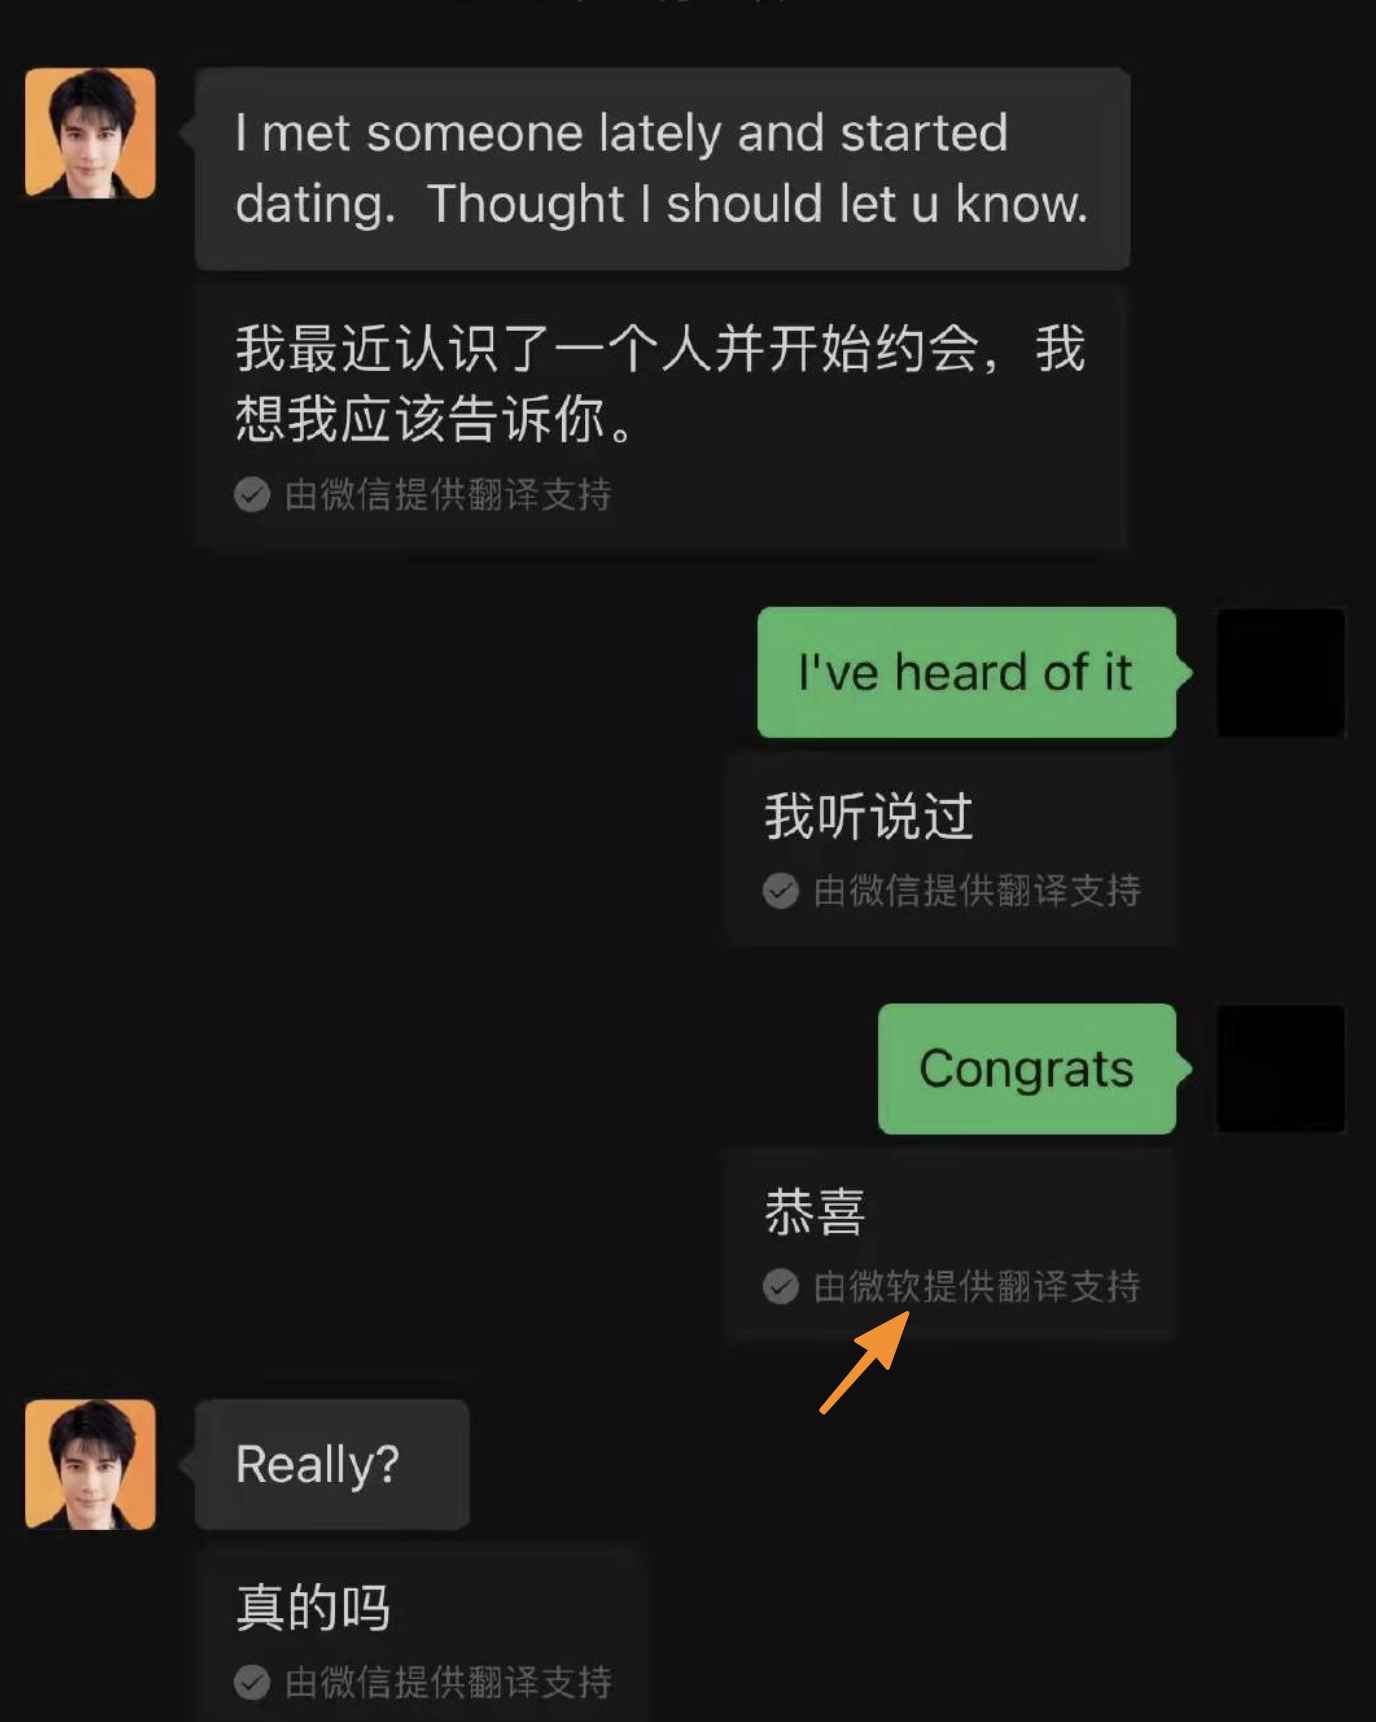 I met someone lately and started
dating.  Thought I should let u know.
我最近认识了一个人并开始约会，我
想我应该告诉你。
由微信提供翻译支持
I've heard of it
我听说过
由微信提供翻译支持
Congrats
恭喜
由微软提供翻译支持
Really?
真的吗
由微信提供翻译支持